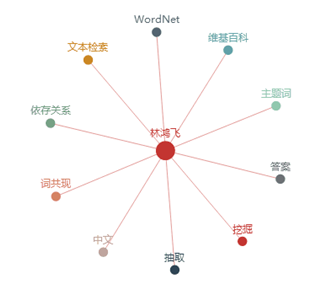 WordNet
维基百科
文本检索
主题词
依存关系
林鸿飞
答案
词共现
挖掘
中文
抽取